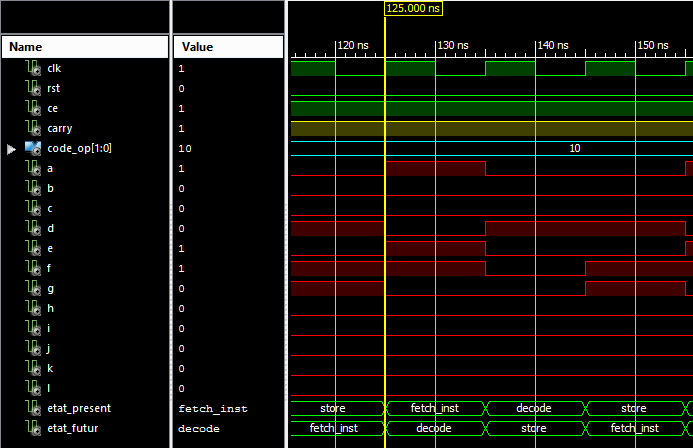 125.000 ns
Name Value 120 ns 130 ns 140 ns 150 ns
clk 1
rst 0
ce 1
carry 1
code_op[1:0] 10 10
a 1
b 0
c 0
d 0
e 1
f 1
g 0
h 0
i 0
j 0
k 0
l 0
etat_present fetch_inst store fetch_inst decode store
etat_futur decode fetch_inst decode store fetch_inst